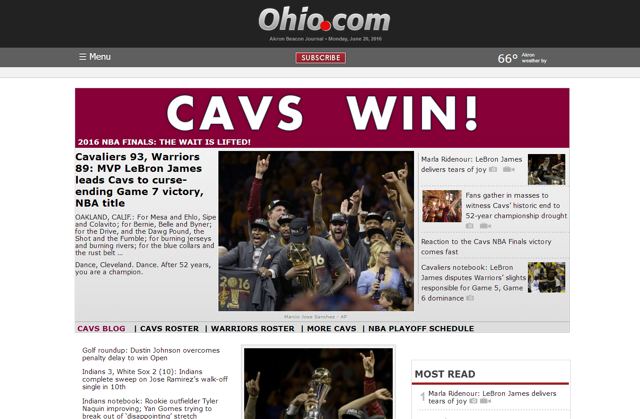 Ohio.com
Akron Beacon Journal • Monday, June 20, 2016
☰ Menu
SUBSCRIBE
66°
Akron
weather by
CAVS WIN!
2016 NBA FINALS: THE WAIT IS LIFTED!
Cavaliers 93, Warriors
89: MVP LeBron James
leads Cavs to curse-
ending Game 7 victory,
NBA title
OAKLAND, CALIF.: For Mesa and Ehlo, Sipe
and Colavito; for Bernie, Belle and Byner;
for the Drive, and the Dawg Pound, the
Shot and the Fumble; for burning jerseys
and burning rivers; for the blue collars and
the rust belt ...
Dance, Cleveland. Dance. After 52 years,
you are a champion.
2016
Marcio Jose Sanchez - AP
Marla Ridenour: LeBron James
delivers tears of joy
Fans gather in masses to
witness Cavs’ historic end to
52-year championship drought
Reaction to the Cavs NBA Finals victory
comes fast
Cavaliers notebook: LeBron
James disputes Warriors’ slights
responsible for Game 5, Game
6 dominance
CAVS BLOG | CAVS ROSTER | WARRIORS ROSTER | MORE CAVS | NBA PLAYOFF SCHEDULE
Golf roundup: Dustin Johnson overcomes
penalty delay to win Open
Indians 3, White Sox 2 (10): Indians
complete sweep on Jose Ramirez’s walk-off
single in 10th
Indians notebook: Rookie outfielder Tyler
Naquin improving; Yan Gomes trying to
break out of ‘disappointing’ stretch
MOST READ
1 Marla Ridenour: LeBron James delivers
tears of joy